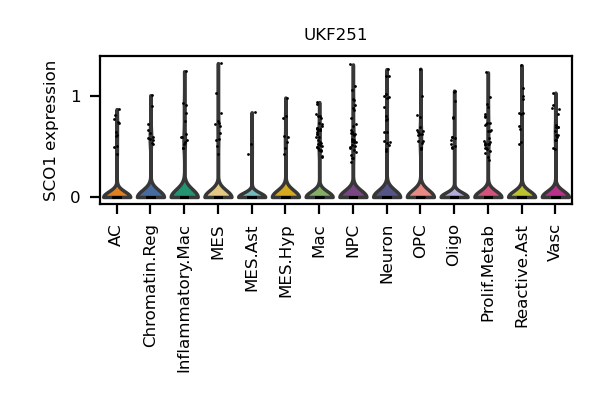 UKF251
SCO1 expression
1
0
AC
Chromatin.Reg
Inflammatory.Mac
MES
MES.Ast
MES.Hyp
Mac
NPC
Neuron
OPC
Oligo
Prolif.Metab
Reactive.Ast
Vasc